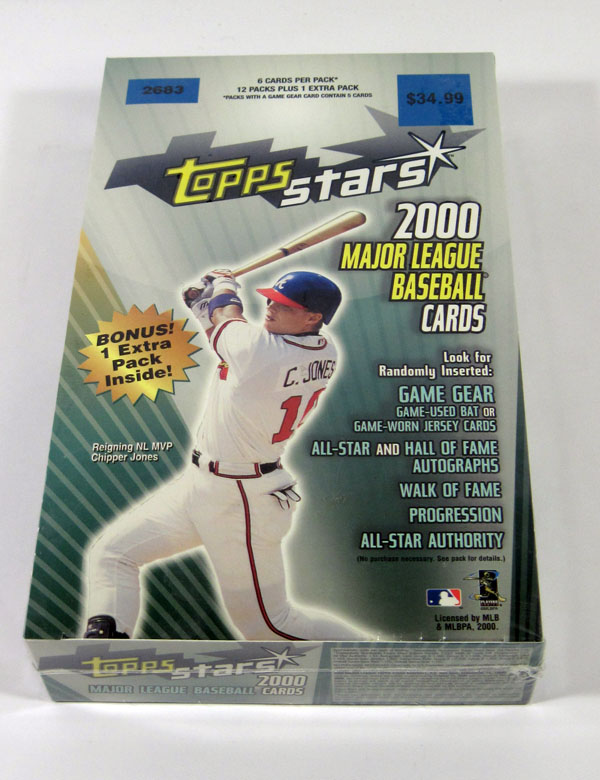 2683
6 CARDS PER PACK*
12 PACKS PLUS 1 EXTRA PACK
*PACKS WITH A GAME GEAR CARD CONTAIN 5 CARDS
$34.99
topps stars
2000
MAJOR LEAGUE
BASEBALL
CARDS
BONUS!
1 Extra
Pack
Inside!
C. JONES
10
Reigning NL MVP
Chipper Jones
Look for
Randomly Inserted:
GAME GEAR
GAME-USED BAT OR
GAME-WORN JERSEY CARDS
ALL-STAR AND HALL OF FAME
AUTOGRAPHS
WALK OF FAME
PROGRESSION
ALL-STAR AUTHORITY
(No purchase necessary. See pack for details.)
Licensed by MLB
& MLBPA, 2000.
topps stars
2000
MAJOR LEAGUE BASEBALL CARDS